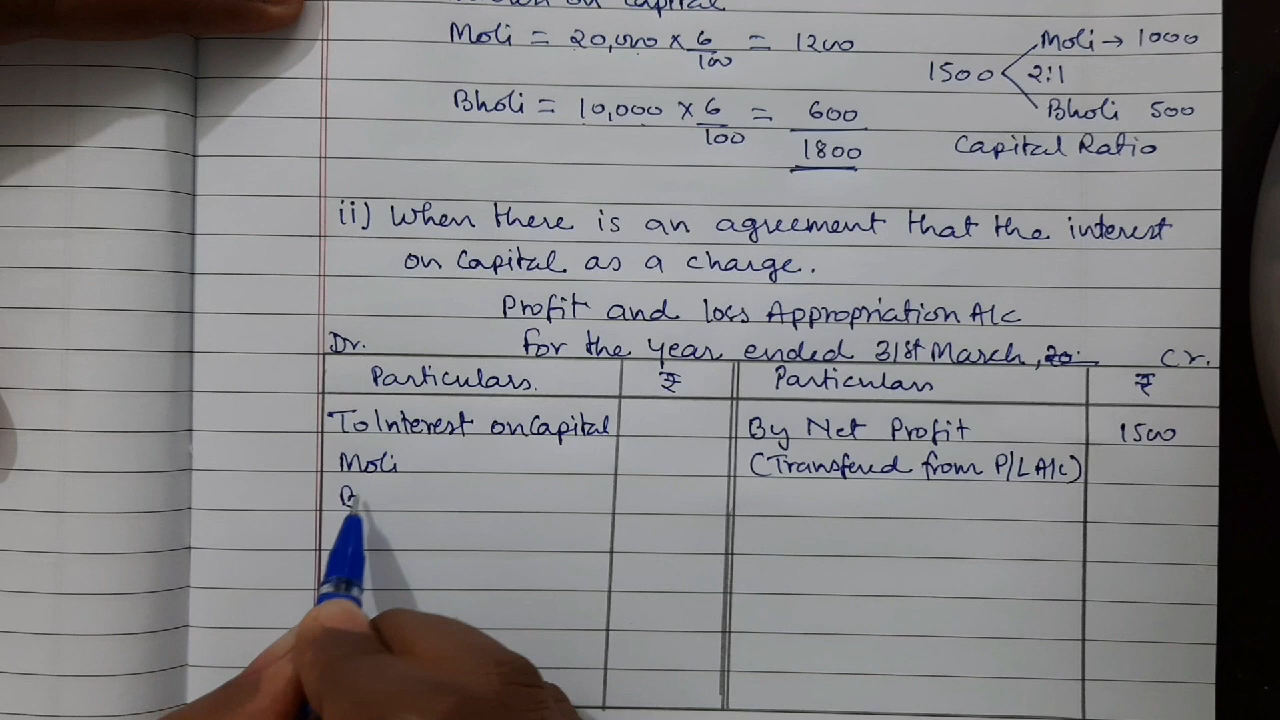 on capital
Moli = 20,000 × 6/100 = 1200
Moli → 1000
1500 < 2:1
Bholi = 10,000 × 6/100 = 600
Bholi 500
1800
Capital Ratio
ii) When there is an agreement that the interest
on Capital as a charge.
Profit and loss Appropriation A/c
Dr. for the year ended 31st March, 20 Cr.
Particulars. ₹ Particulars ₹
To Interest on Capital By Net Profit 1500
Moli (Transfered from P/L A/c)
B